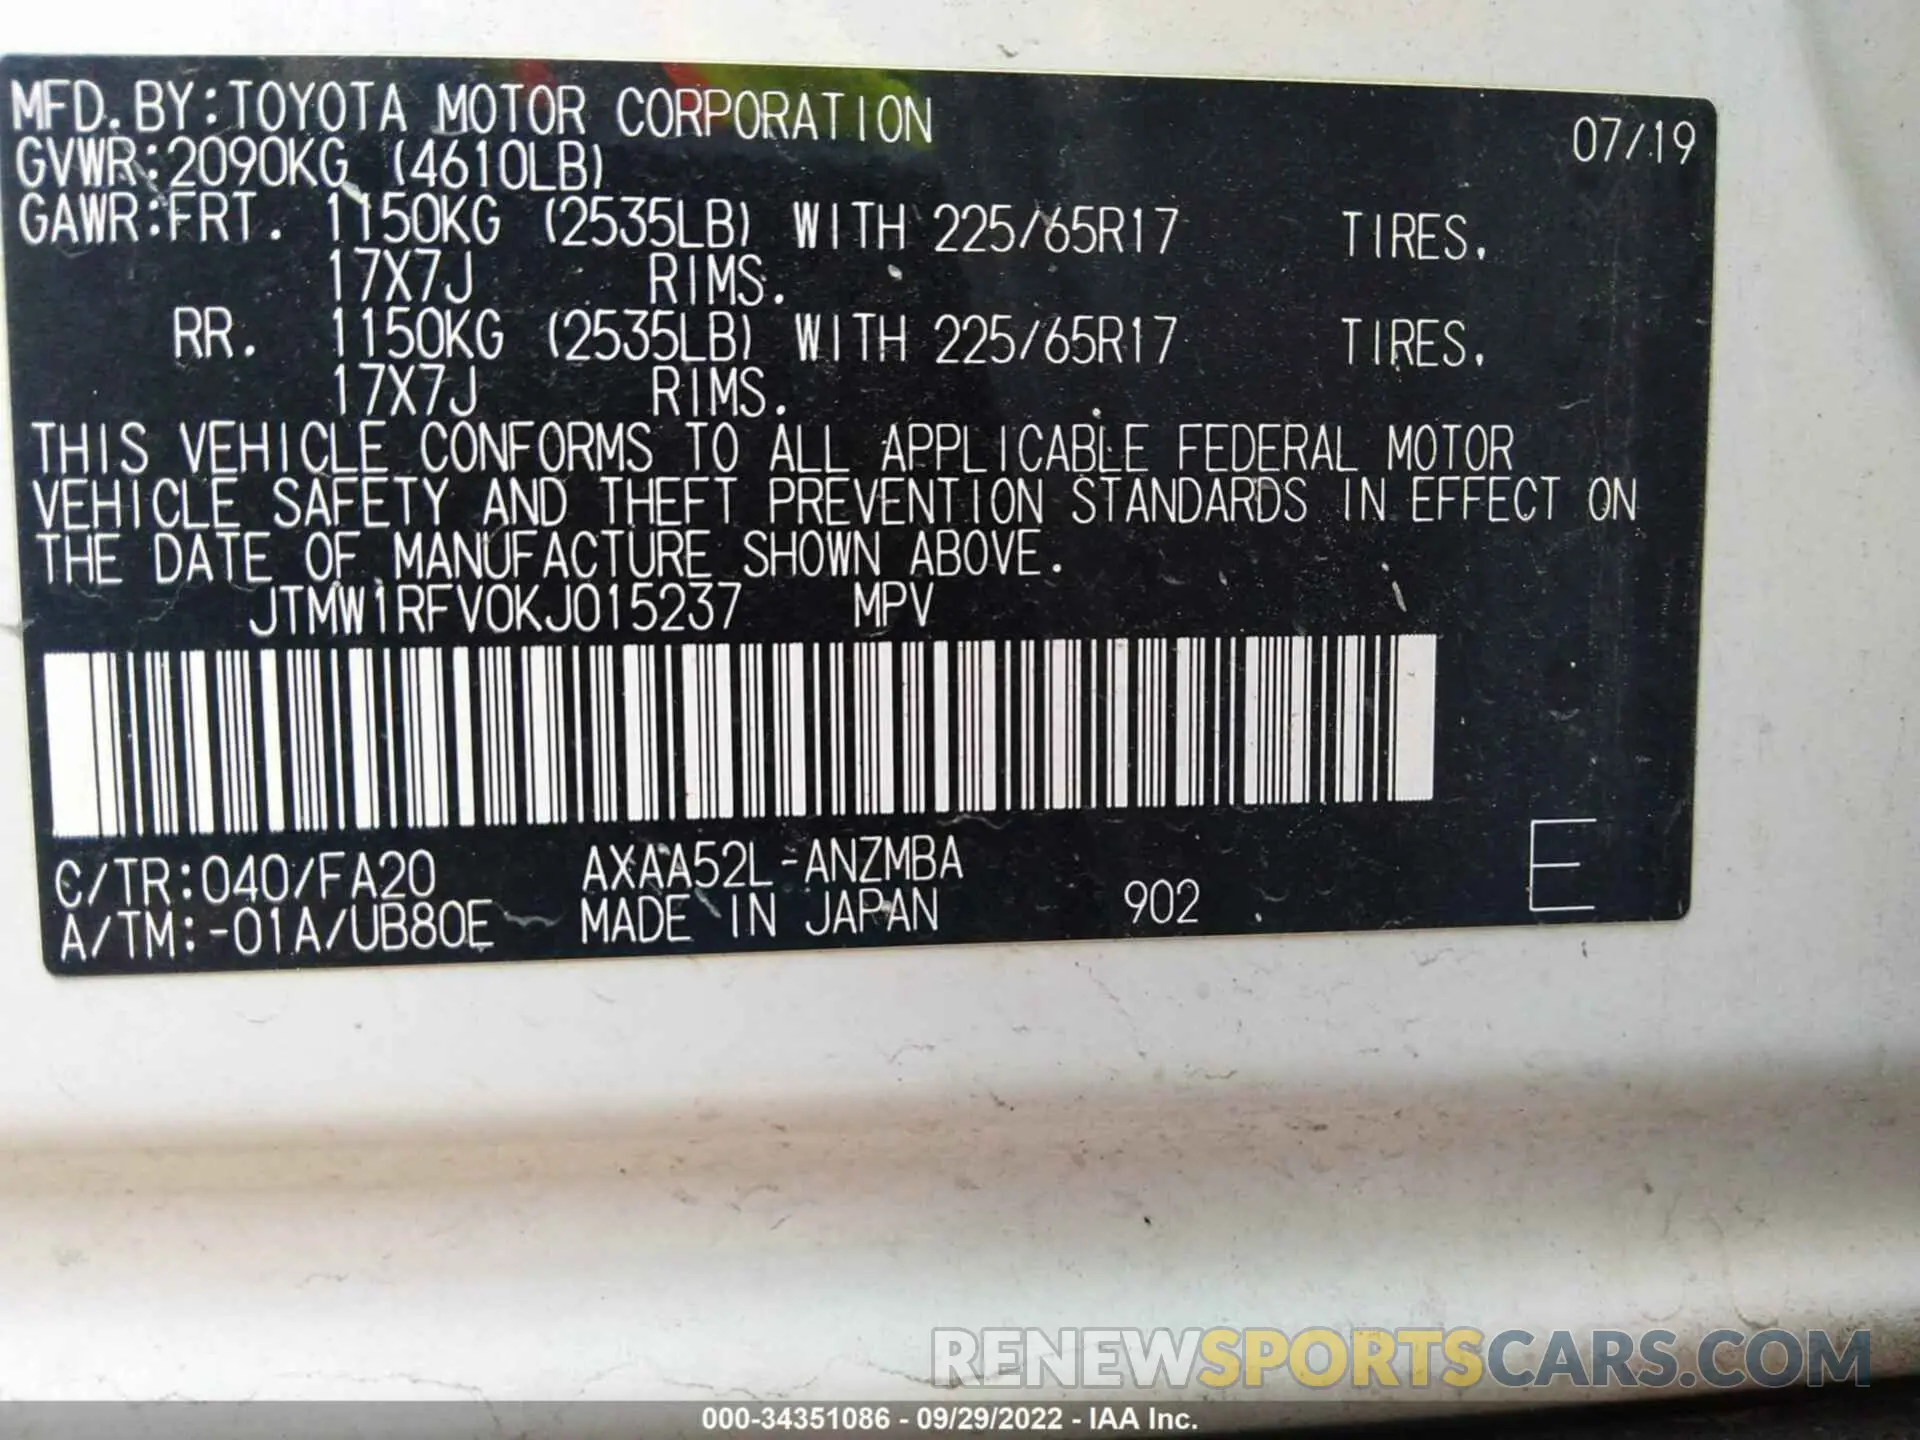 MFD.BY:TOYOTA MOTOR CORPORATION 07/19
GVWR:2090KG (4610LB)
GAWR:FRT. 1150KG (2535LB) WITH 225/65R17 TIRES.
17X7J RIMS.
RR. 1150KG (2535LB) WITH 225/65R17 TIRES.
17X7J RIMS.
THIS VEHICLE CONFORMS TO ALL APPLICABLE FEDERAL MOTOR
VEHICLE SAFETY AND THEFT PREVENTION STANDARDS IN EFFECT ON
THE DATE OF MANUFACTURE SHOWN ABOVE.
JTMW1RFV0KJ015237 MPV
C/TR:040/FA20 AXAA52L-ANZMBA
A/TM:-01A/UB80E MADE IN JAPAN 902 E
RENEWSPORTSCARS.COM
000-34351086 - 09/29/2022 - IAA Inc.